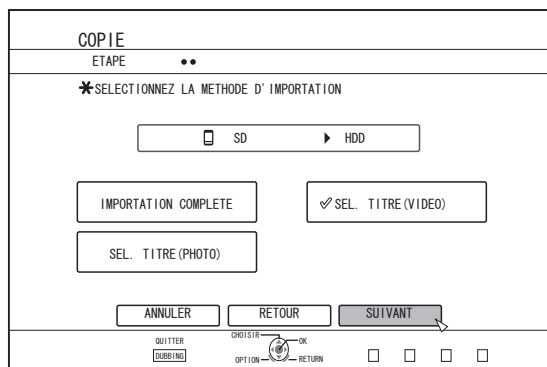 COPIE
ETAPE
SELECTIONNEZ LA METHODE D'IMPORTATION
SD HDD
IMPORTATION COMPLETE
SEL. TITRE(VIDEO)
SEL. TITRE(PHOTO)
ANNULER
RETOUR
SUIVANT
QUITTER
DUBBING
CHOISIR
OK
OPTION
RETURN